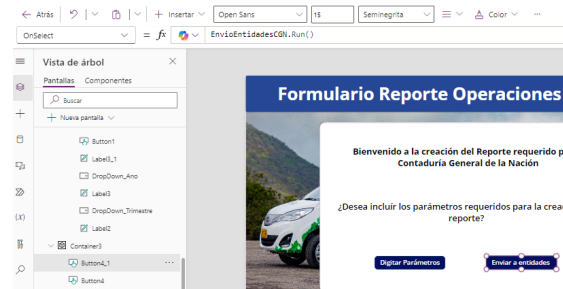 Atrás
Insertar
Open Sans
15
Seminegrita
Color
OnSelect
= fx
EnvioEntidadesCGN.Run()
Vista de árbol
Pantallas Componentes
Buscar
Nueva pantalla
Button1
Label3_1
DropDown_Ano
Label3
DropDown_Trimestre
Label2
Container3
Button4_1
Button4
Formulario Reporte Operaciones
Bienvenido a la creación del Reporte requerido p
Contaduría General de la Nación
¿Desea incluír los parámetros requeridos para la crea
reporte?
Digitar Parámetros
Enviar a entidades